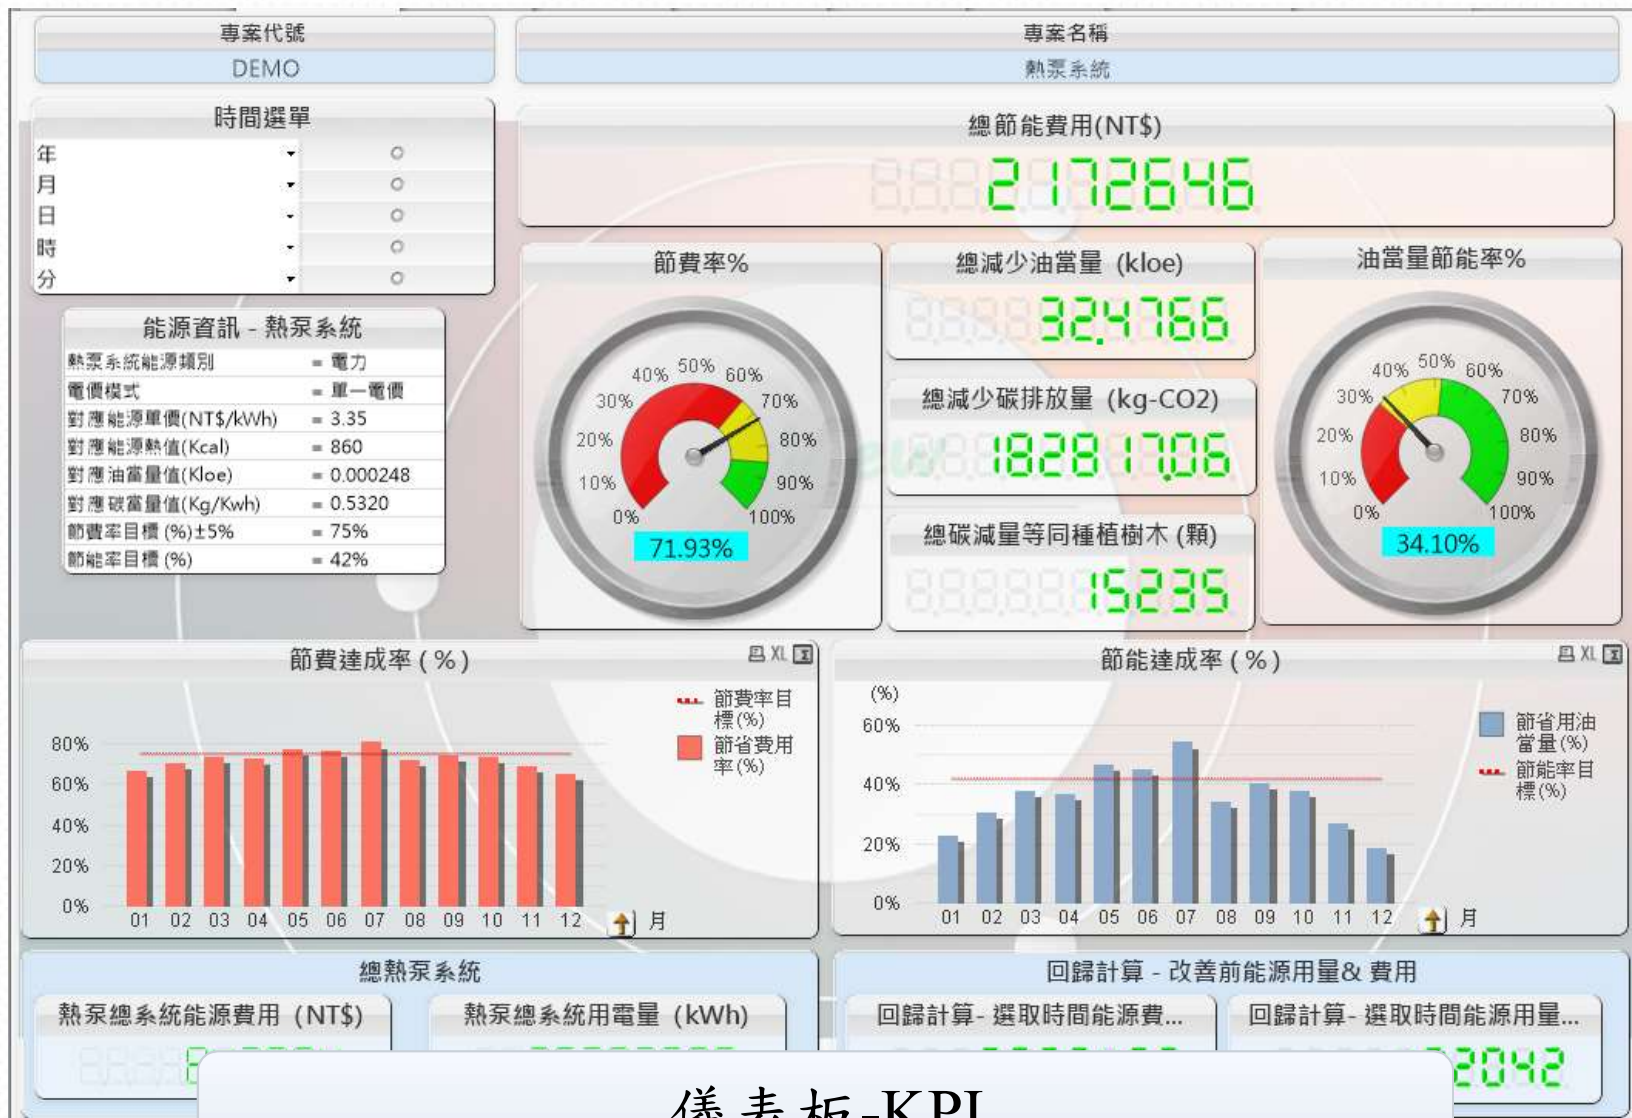 專案代號
DEMO
專案名稱
熱泵系統
時間選單
年
月
日
時
分
總節能費用(NT$)
2172646
能源資訊 - 熱泵系統
熱泵系統能源類別 = 電力
電價模式 = 單一電價
對應能源單價(NT$/kWh) = 3.35
對應能源熱值(Kcal) = 860
對應油當量值(Kloe) = 0.000248
對應碳當量值(Kg/Kwh) = 0.5320
節費率目標 (%)±5% = 75%
節能率目標 (%) = 42%
節費率%
0%
10%
20%
30%
40%
50%
60%
70%
80%
90%
100%
71.93%
總減少油當量 (kloe)
32.4766
總減少碳排放量 (kg-CO2)
182817.06
總碳減量等同種植樹木 (顆)
15235
油當量節能率%
0%
10%
20%
30%
40%
50%
60%
70%
80%
90%
100%
34.10%
節費達成率 (%)
XL
80%
60%
40%
20%
0%
01 02 03 04 05 06 07 08 09 10 11 12 月
節費率目
標(%)
節省費用
率(%)
節能達成率 (%)
XL
(%)
60%
40%
20%
0%
01 02 03 04 05 06 07 08 09 10 11 12 月
節省用油
當量(%)
節能率目
標(%)
總熱泵系統
熱泵總系統能源費用 (NT$)
熱泵總系統用電量 (kWh)
回歸計算 - 改善前能源用量& 費用
回歸計算- 選取時間能源費...
回歸計算- 選取時間能源用量...
2042
儀表板-KPI